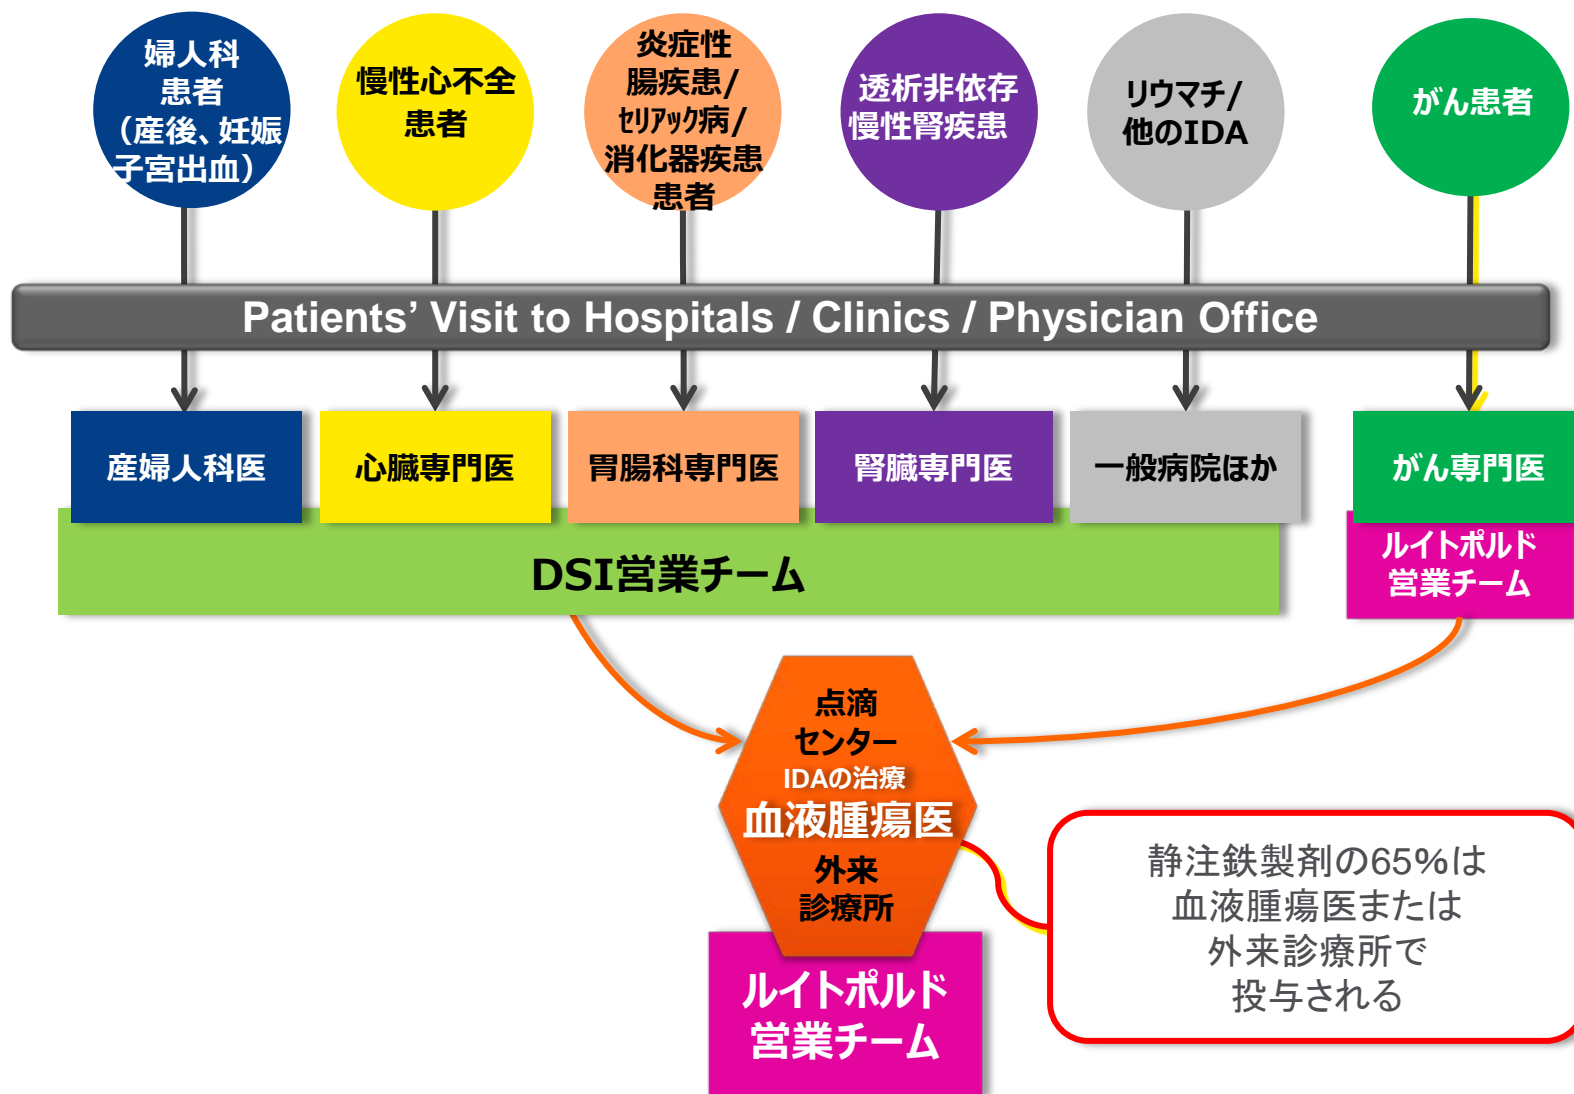 婦人科
患者
（産後、妊娠
子宮出血）
慢性心不全
患者
炎症性
腸疾患/
ｾﾘｱｯｸ病/
消化器疾患
患者
透析非依存
慢性腎疾患
リウマチ/
他のIDA
がん患者
Patients’ Visit to Hospitals / Clinics / Physician Office
産婦人科医
心臓専門医
胃腸科専門医
腎臓専門医
一般病院ほか
がん専門医
DSI営業チーム
ルイトポルド
営業チーム
点滴
センター
IDAの治療
血液腫瘍医
外来
診療所
静注鉄製剤の65%は
血液腫瘍医または
外来診療所で
投与される
ルイトポルド
営業チーム